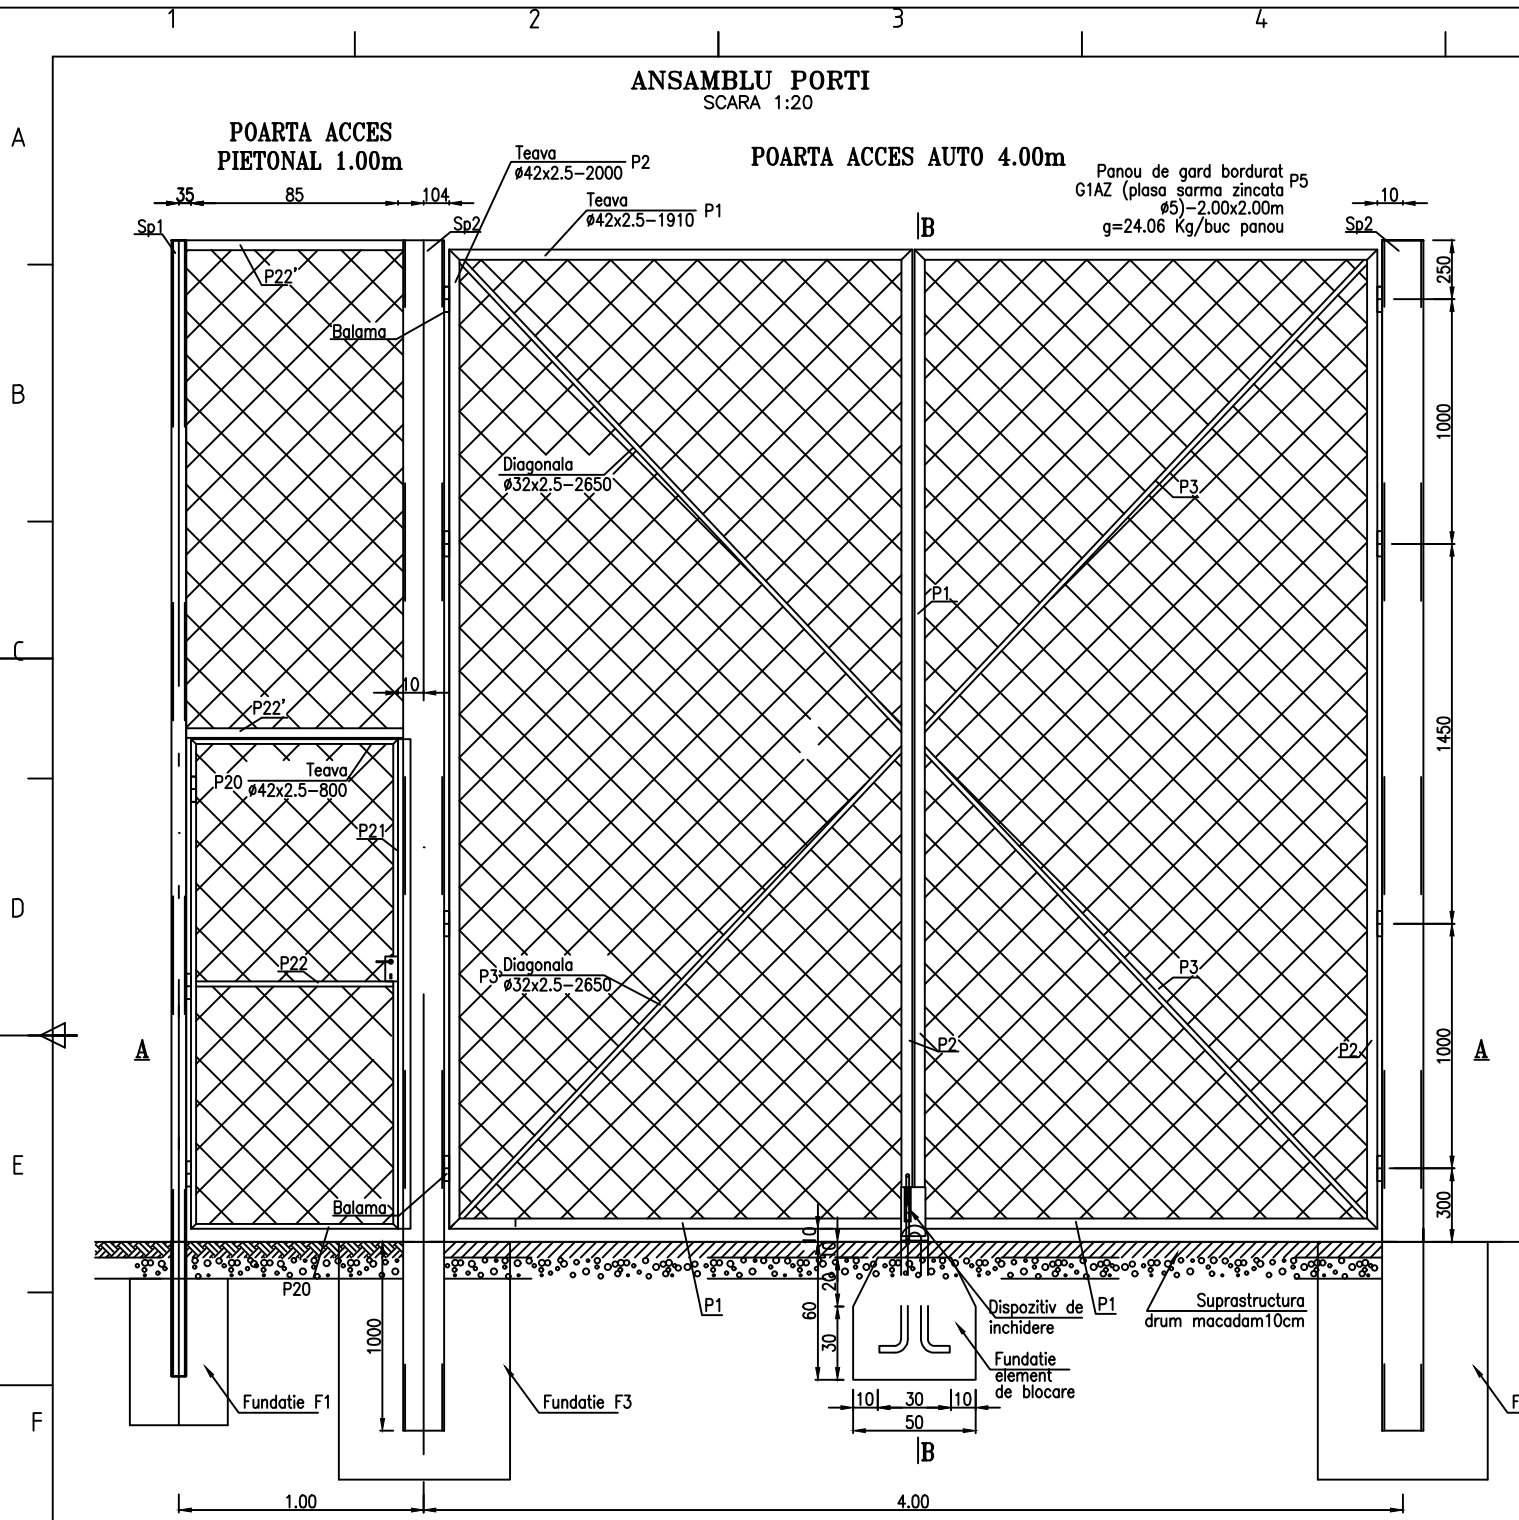 1
2
3
4
ANSAMBLU PORTI
SCARA 1:20
A
B
C
D
E
F
POARTA ACCES
PIETONAL 1.00m
POARTA ACCES AUTO 4.00m
Teava
ø42x2.5-2000
P2
Teava
ø42x2.5-1910
P1
Panou de gard bordurat
G1AZ (plasa sarma zincata
ø5)-2.00x2.00m
g=24.06 Kg/buc panou
P5
35
85
104
10
Sp1
Sp2
B
Sp2
P22'
Balama
250
1000
Diagonala
ø32x2.5-2650
P3
P1
10
P22'
1450
Teava
ø42x2.5-800
P20
P21
P22
P3
Diagonala
ø32x2.5-2650
P3
P2
P2
1000
A
A
Balama
300
10
10
20
60
30
P20
P1
Dispozitiv de
inchidere
P1
Suprastructura
drum macadam10cm
1000
Fundatie
element
de blocare
Fundatie F1
Fundatie F3
F
10
30
10
50
B
1.00
4.00